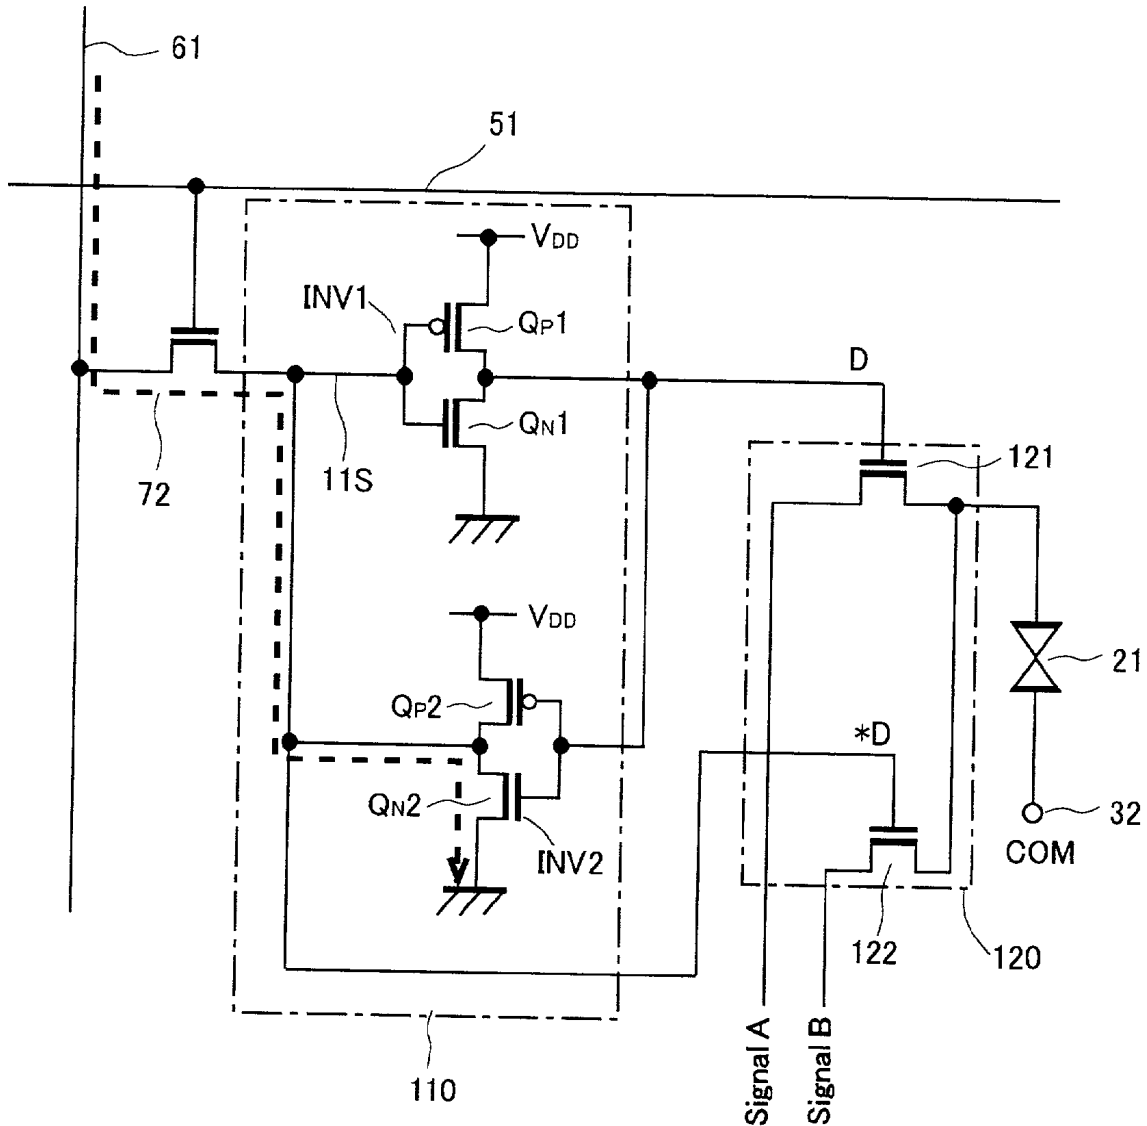 61
51
VDD
INV1
QP1
D
QN1
121
72
11S
VDD
21
QP2
*D
QN2
32
INV2
COM
122
120
110
Signal A
Signal B